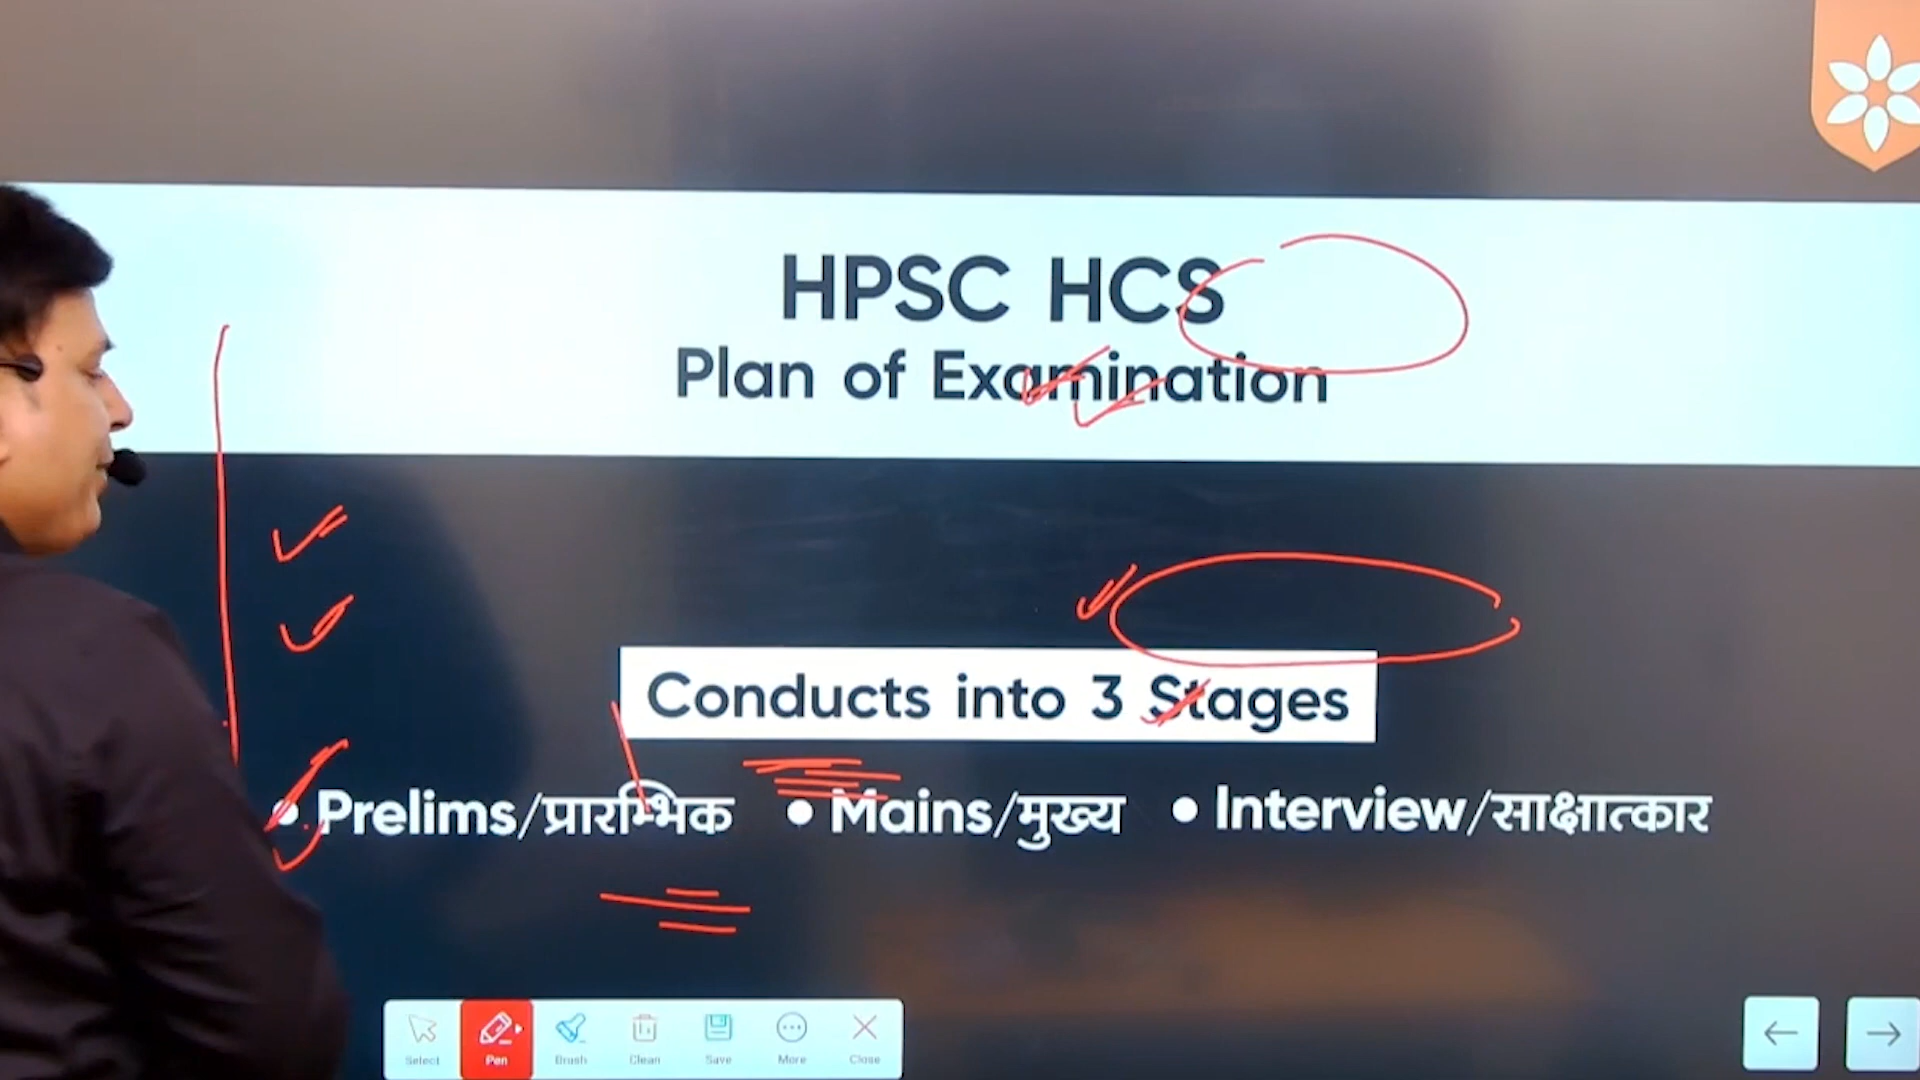 HPSC HCS
Plan of Examination
Conducts into 3 Stages
• Prelims/प्रारम्भिक • Mains/मुख्य • Interview/साक्षात्कार
Select Pen Brush Clean Save More Close